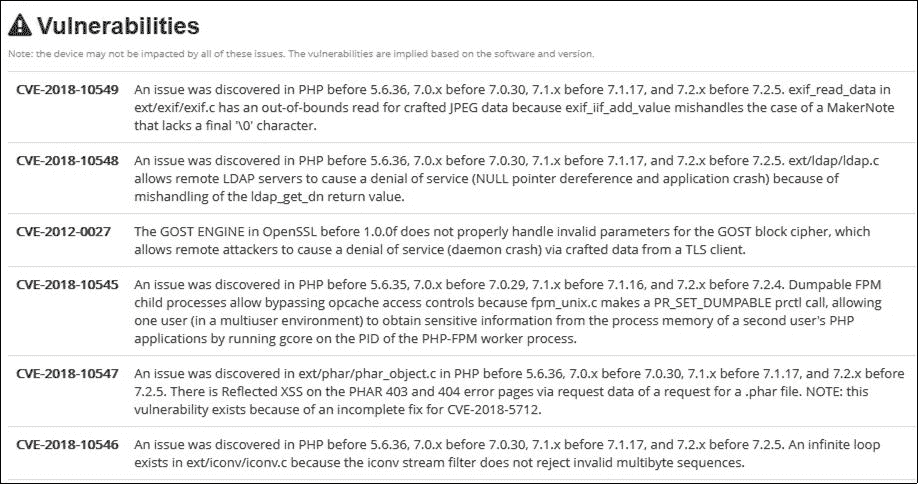 Vulnerabilities
Note: the device may not be impacted by all of these issues. The vulnerabilities are implied based on the software and version.
CVE-2018-10549 An issue was discovered in PHP before 5.6.36, 7.0.x before 7.0.30, 7.1.x before 7.1.17, and 7.2.x before 7.2.5. exif_read_data in
ext/exif/exif.c has an out-of-bounds read for crafted JPEG data because exif_iif_add_value mishandles the case of a MakerNote
that lacks a final '\0' character.
CVE-2018-10548 An issue was discovered in PHP before 5.6.36, 7.0.x before 7.0.30, 7.1.x before 7.1.17, and 7.2.x before 7.2.5. ext/ldap/ldap.c
allows remote LDAP servers to cause a denial of service (NULL pointer dereference and application crash) because of
mishandling of the ldap_get_dn return value.
CVE-2012-0027 The GOST ENGINE in OpenSSL before 1.0.0f does not properly handle invalid parameters for the GOST block cipher, which
allows remote attackers to cause a denial of service (daemon crash) via crafted data from a TLS client.
CVE-2018-10545 An issue was discovered in PHP before 5.6.35, 7.0.x before 7.0.29, 7.1.x before 7.1.16, and 7.2.x before 7.2.4. Dumpable FPM
child processes allow bypassing opcache access controls because fpm_unix.c makes a PR_SET_DUMPABLE prctl call, allowing
one user (in a multiuser environment) to obtain sensitive information from the process memory of a second user's PHP
applications by running gcore on the PID of the PHP-FPM worker process.
CVE-2018-10547 An issue was discovered in ext/phar/phar_object.c in PHP before 5.6.36, 7.0.x before 7.0.30, 7.1.x before 7.1.17, and 7.2.x before
7.2.5. There is Reflected XSS on the PHAR 403 and 404 error pages via request data of a request for a .phar file. NOTE: this
vulnerability exists because of an incomplete fix for CVE-2018-5712.
CVE-2018-10546 An issue was discovered in PHP before 5.6.36, 7.0.x before 7.0.30, 7.1.x before 7.1.17, and 7.2.x before 7.2.5. An infinite loop
exists in ext/iconv/iconv.c because the iconv stream filter does not reject invalid multibyte sequences.